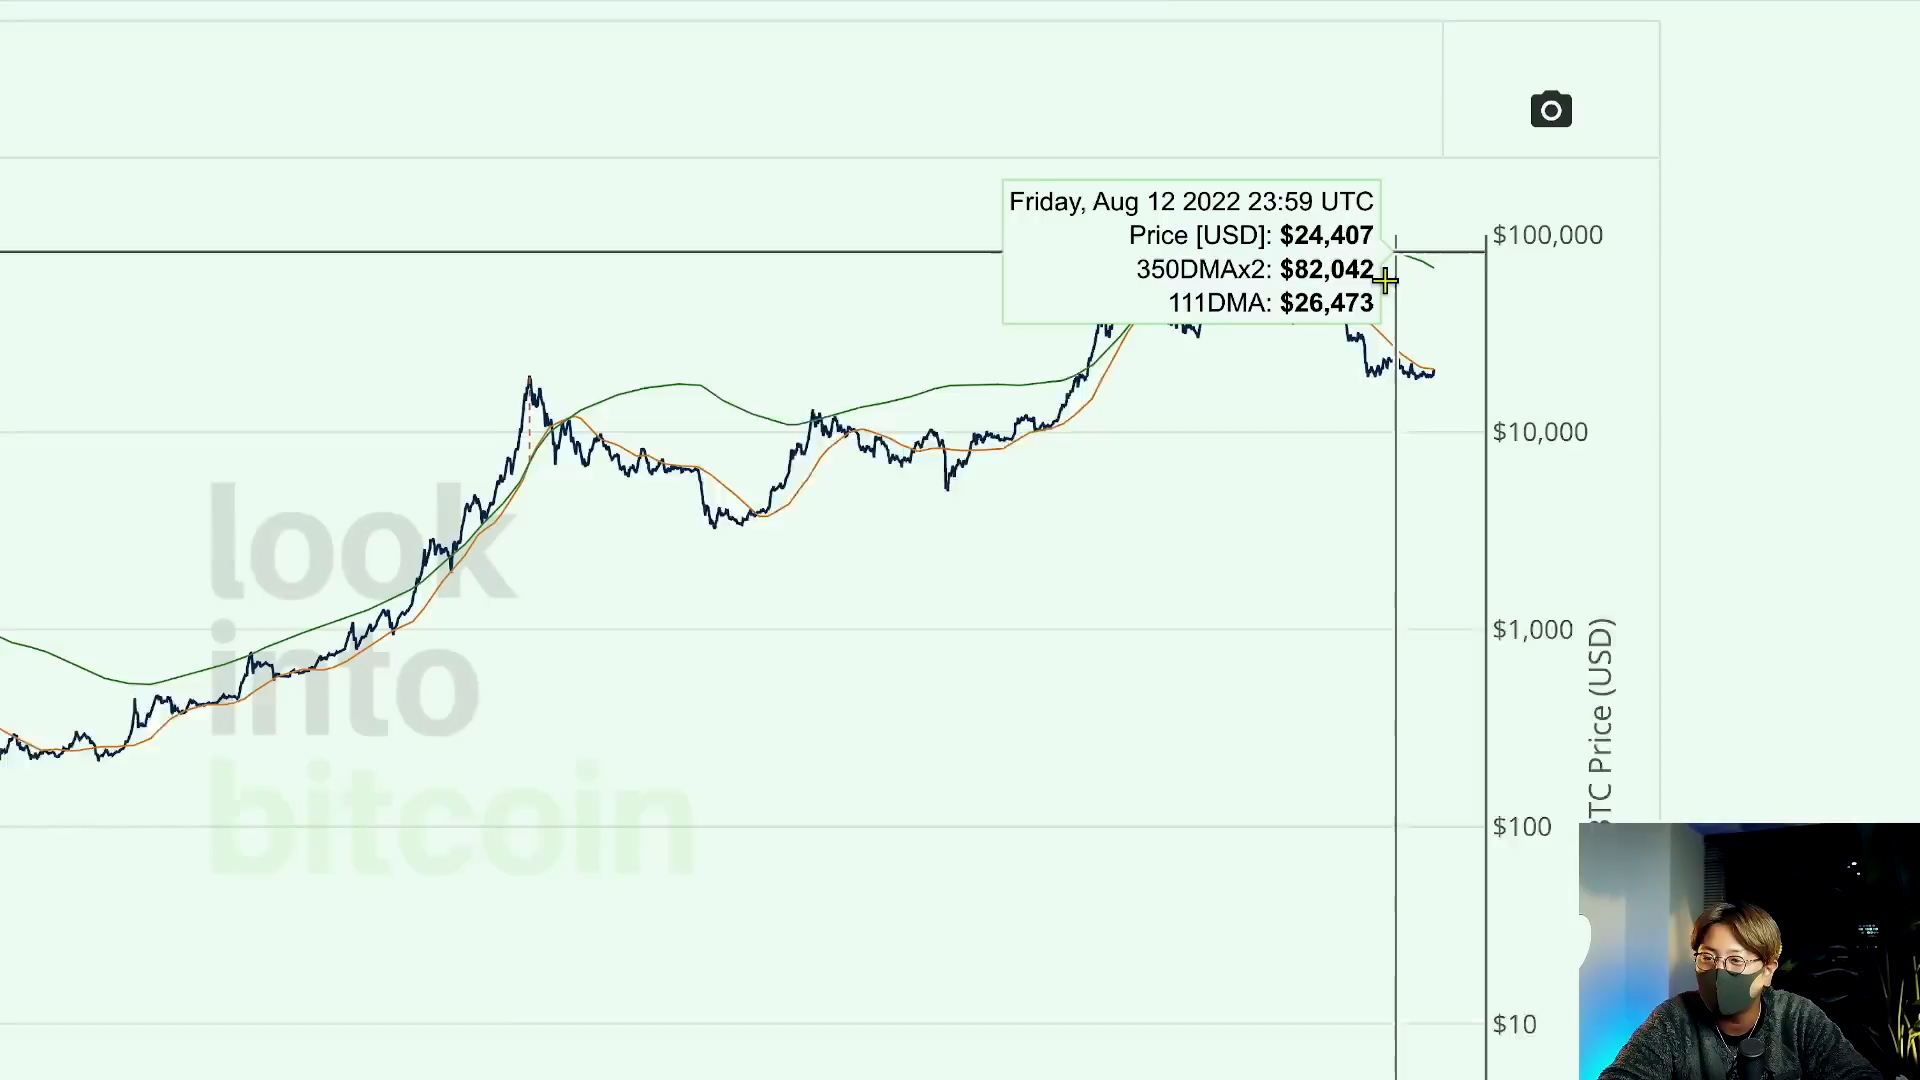 Friday, Aug 12 2022 23:59 UTC
Price [USD]: $24,407
350DMAx2: $82,042
111DMA: $26,473
$100,000
$10,000
$1,000
$100
$10
TC Price (USD)
look
into
bitcoin